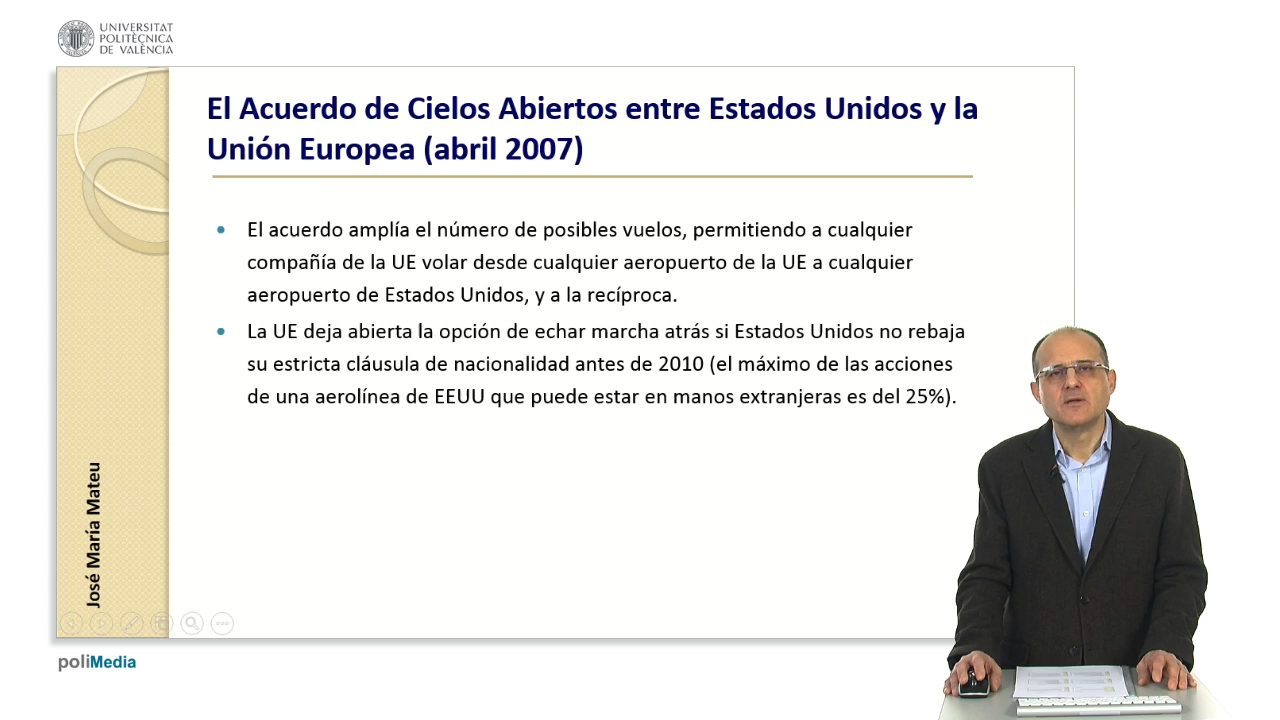 UNIVERSITAT
POLITÈCNICA
DE VALÈNCIA
El Acuerdo de Cielos Abiertos entre Estados Unidos y la
Unión Europea (abril 2007)
• El acuerdo amplía el número de posibles vuelos, permitiendo a cualquier
compañía de la UE volar desde cualquier aeropuerto de la UE a cualquier
aeropuerto de Estados Unidos, y a la recíproca.
• La UE deja abierta la opción de echar marcha atrás si Estados Unidos no rebaja
su estricta cláusula de nacionalidad antes de 2010 (el máximo de las acciones
de una aerolínea de EEUU que puede estar en manos extranjeras es del 25%).
José María Mateu
poliMedia